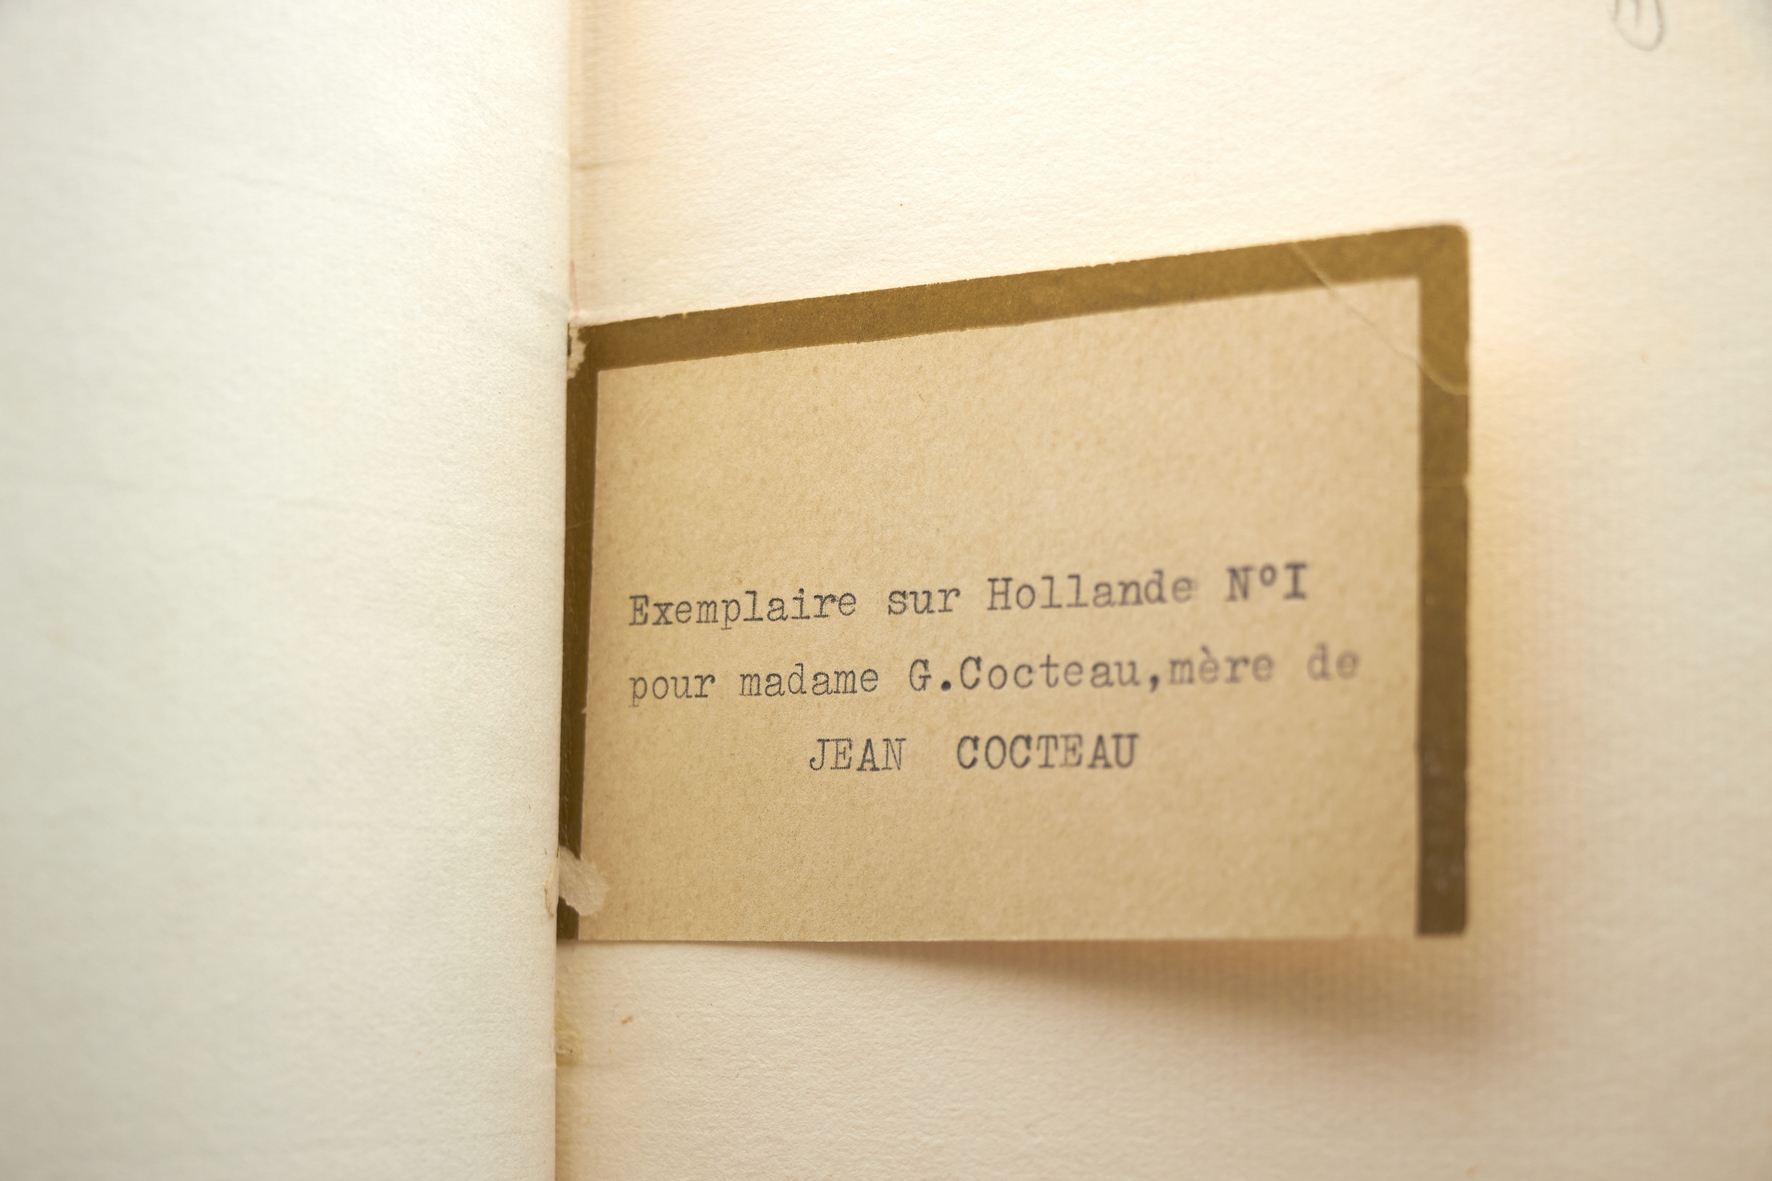 Exemplaire sur Hollande N°I
pour madame G.Cocteau,mère de
JEAN COCTEAU